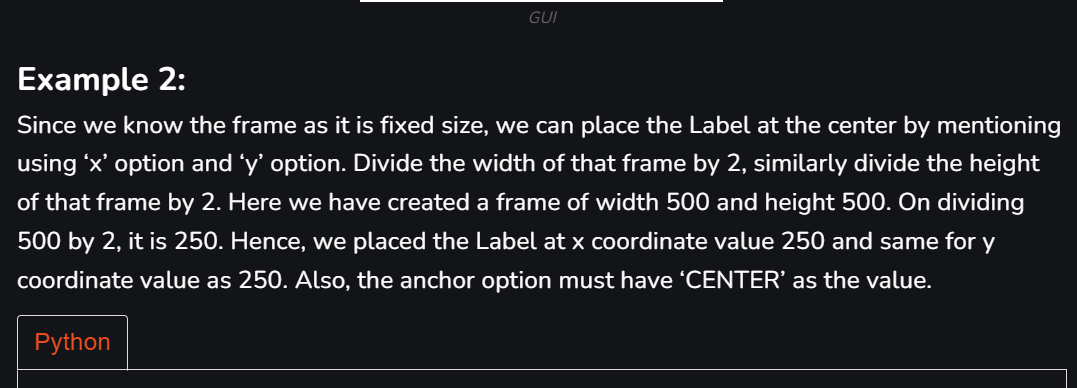 GUI
Example 2:
Since we know the frame as it is fixed size, we can place the Label at the center by mentioning
using ‘x’ option and ‘y’ option. Divide the width of that frame by 2, similarly divide the height
of that frame by 2. Here we have created a frame of width 500 and height 500. On dividing
500 by 2, it is 250. Hence, we placed the Label at x coordinate value 250 and same for y
coordinate value as 250. Also, the anchor option must have ‘CENTER’ as the value.
Python